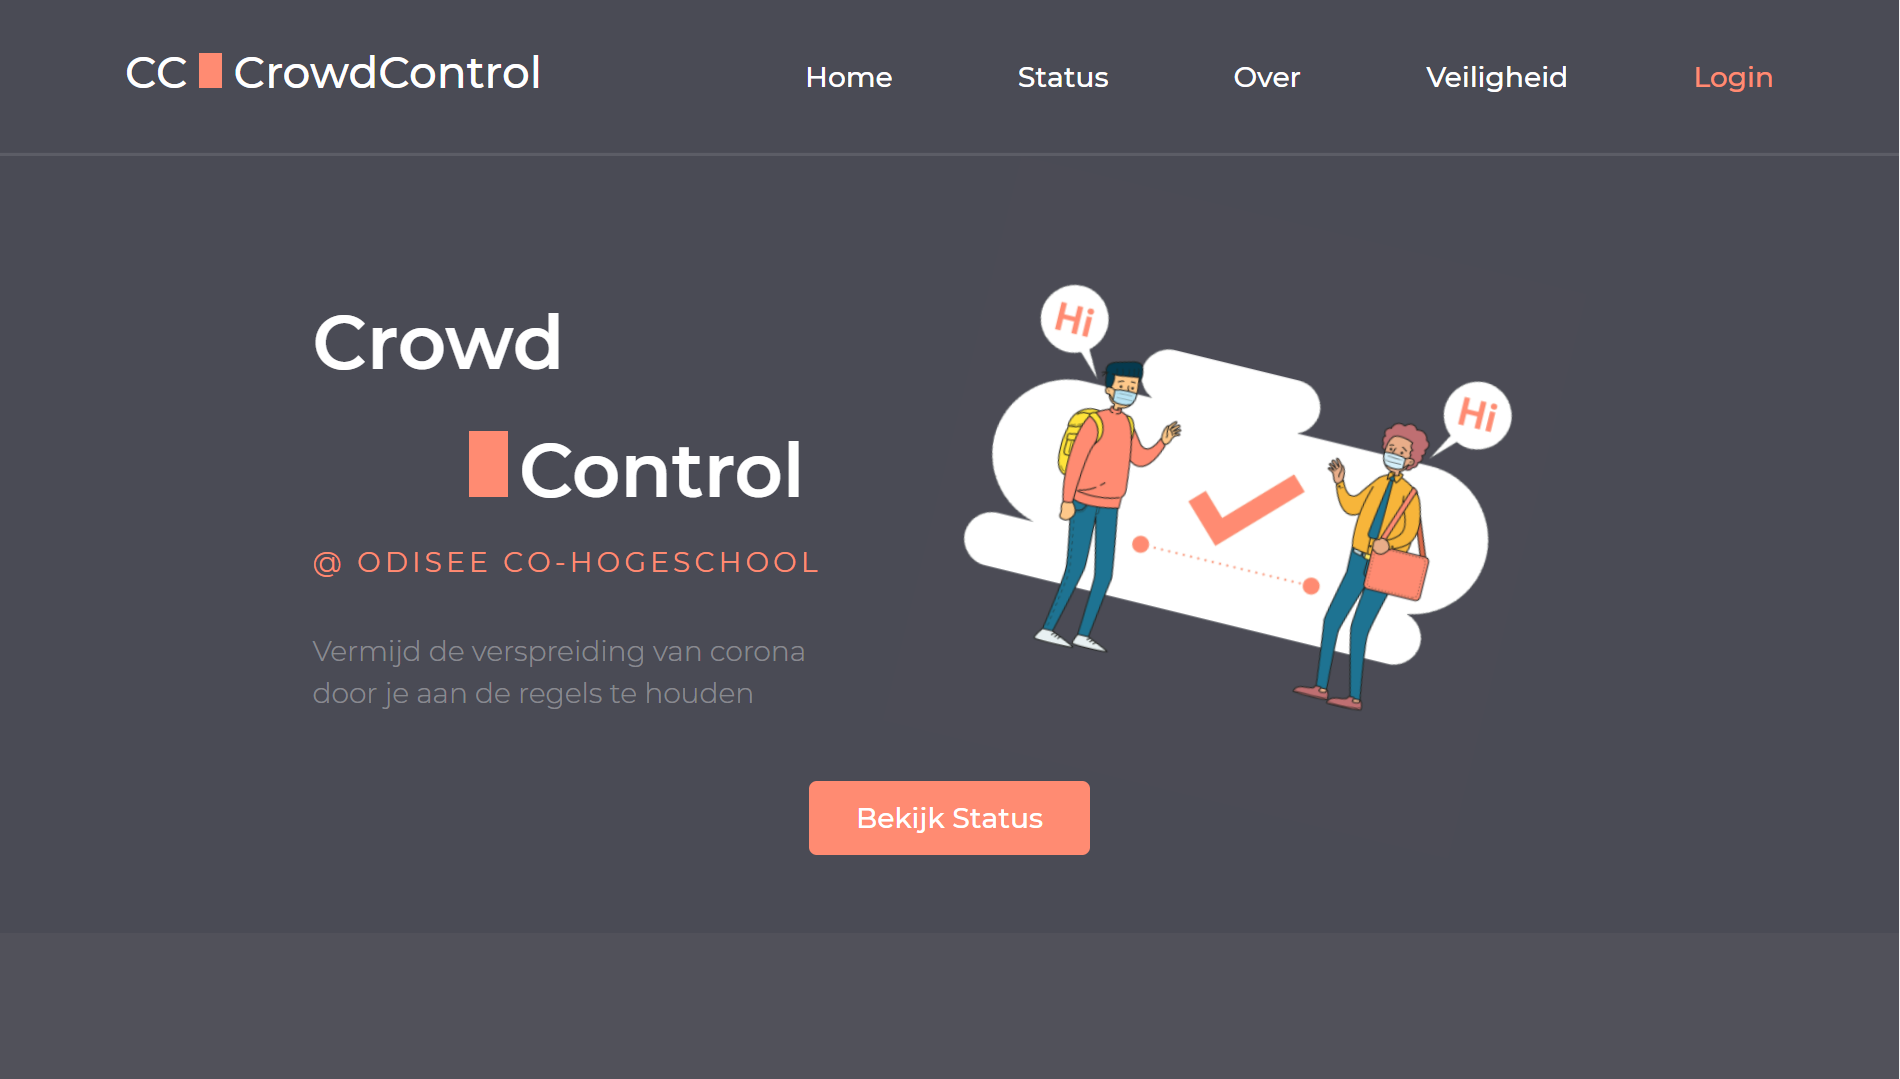 CC CrowdControl
Home Status Over Veiligheid Login
Hi
Hi
Crowd
Control
@ ODISEE CO-HOGESCHOOL
Vermijd de verspreiding van corona
door je aan de regels te houden
Bekijk Status